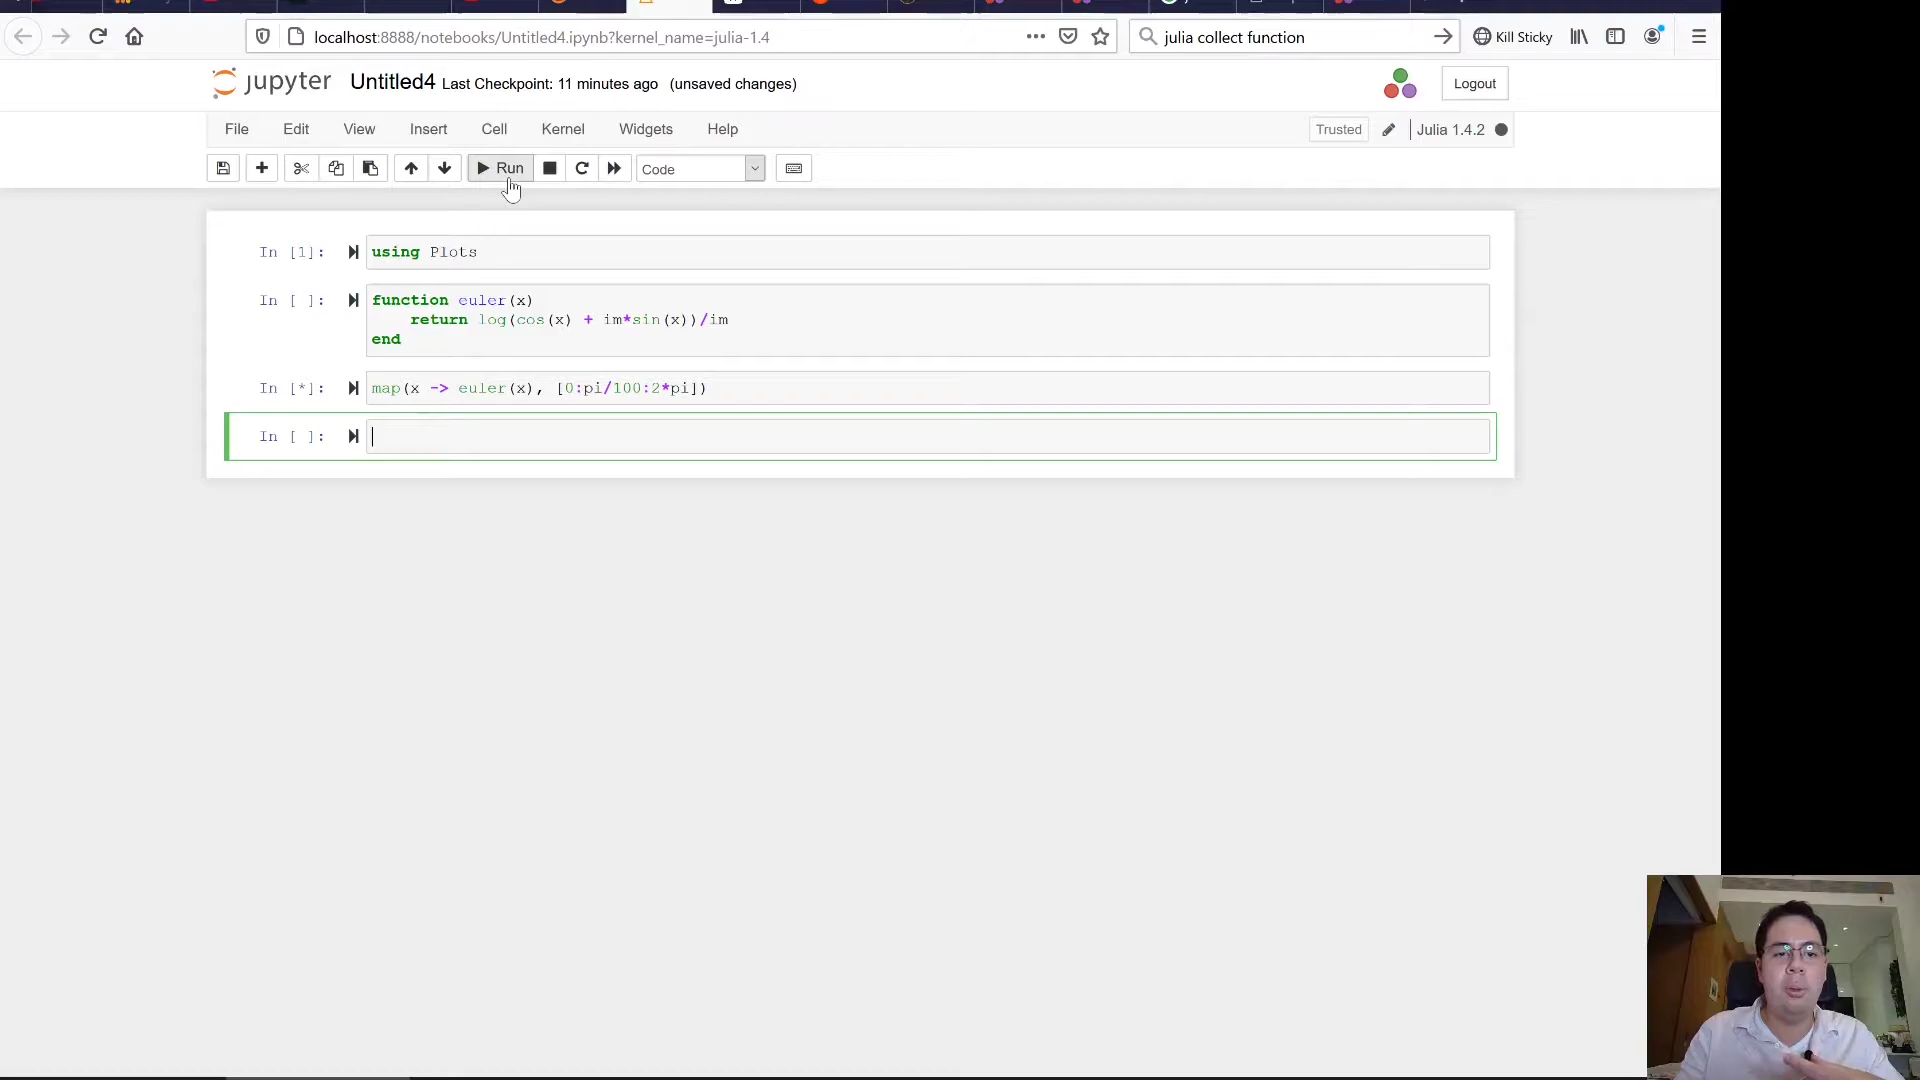 localhost:8888/notebooks/Untitled4.ipynb?kernel_name=julia-1.4
julia collect function
Kill Sticky
jupyter Untitled4 Last Checkpoint: 11 minutes ago (unsaved changes)
Logout
File Edit View Insert Cell Kernel Widgets Help
Trusted
Julia 1.4.2
Run
Code
In [1]: using Plots
In [ ]: function euler(x)
return log(cos(x) + im*sin(x))/im
end
In [*]: map(x -> euler(x), [0:pi/100:2*pi])
In [ ]: